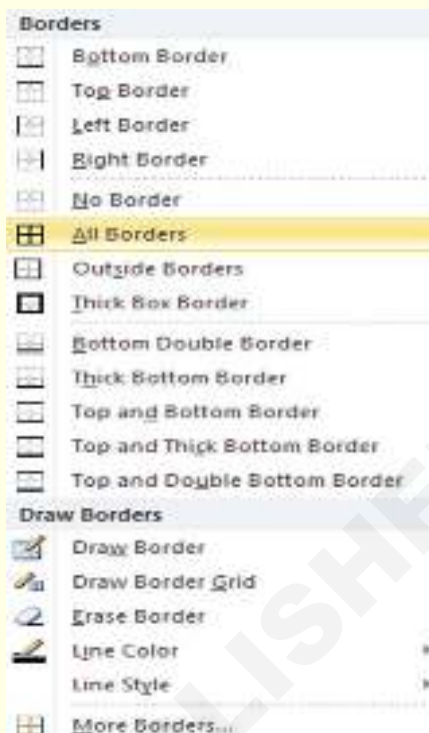 Borders
Bottom Border
Top Border
Left Border
Right Border
No Border
All Borders
Outside Borders
Thick Box Border
Bottom Double Border
Thick Bottom Border
Top and Bottom Border
Top and Thick Bottom Border
Top and Double Bottom Border
Draw Borders
Draw Border
Draw Border Grid
Erase Border
Line Color
Line Style
More Borders...